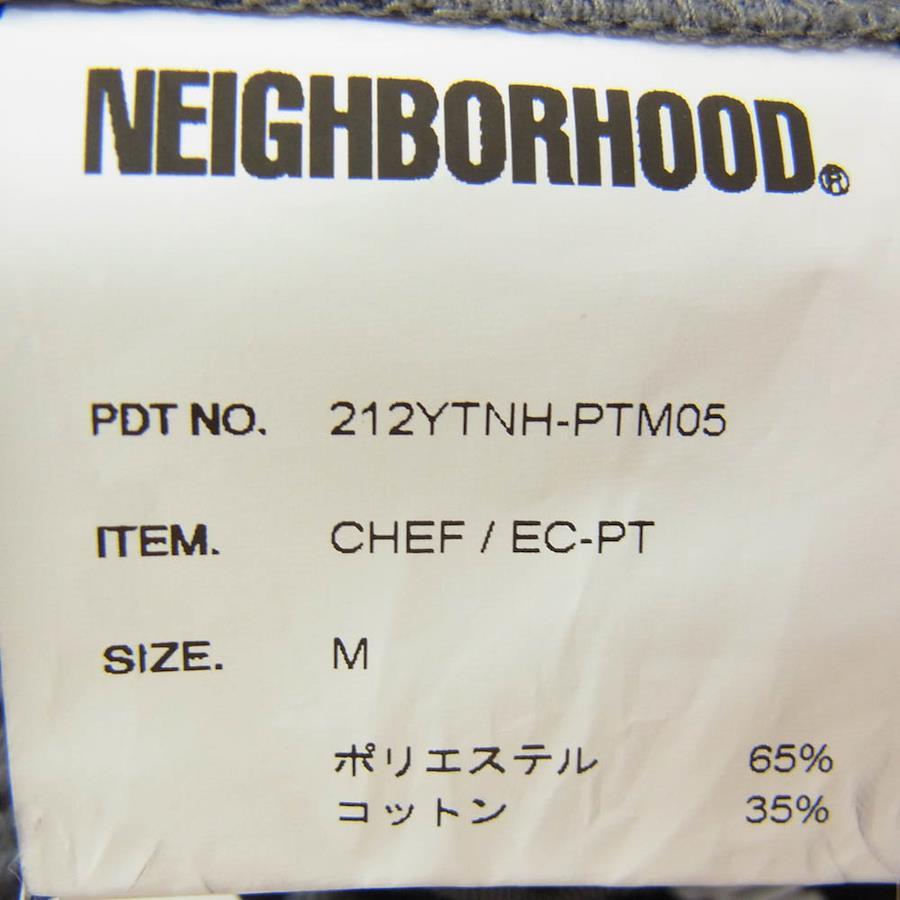 NEIGHBORHOOD®
PDT NO. 212YTNH-PTM05
ITEM. CHEF / EC-PT
SIZE. M
ポリエステル 65%
コットン 35%